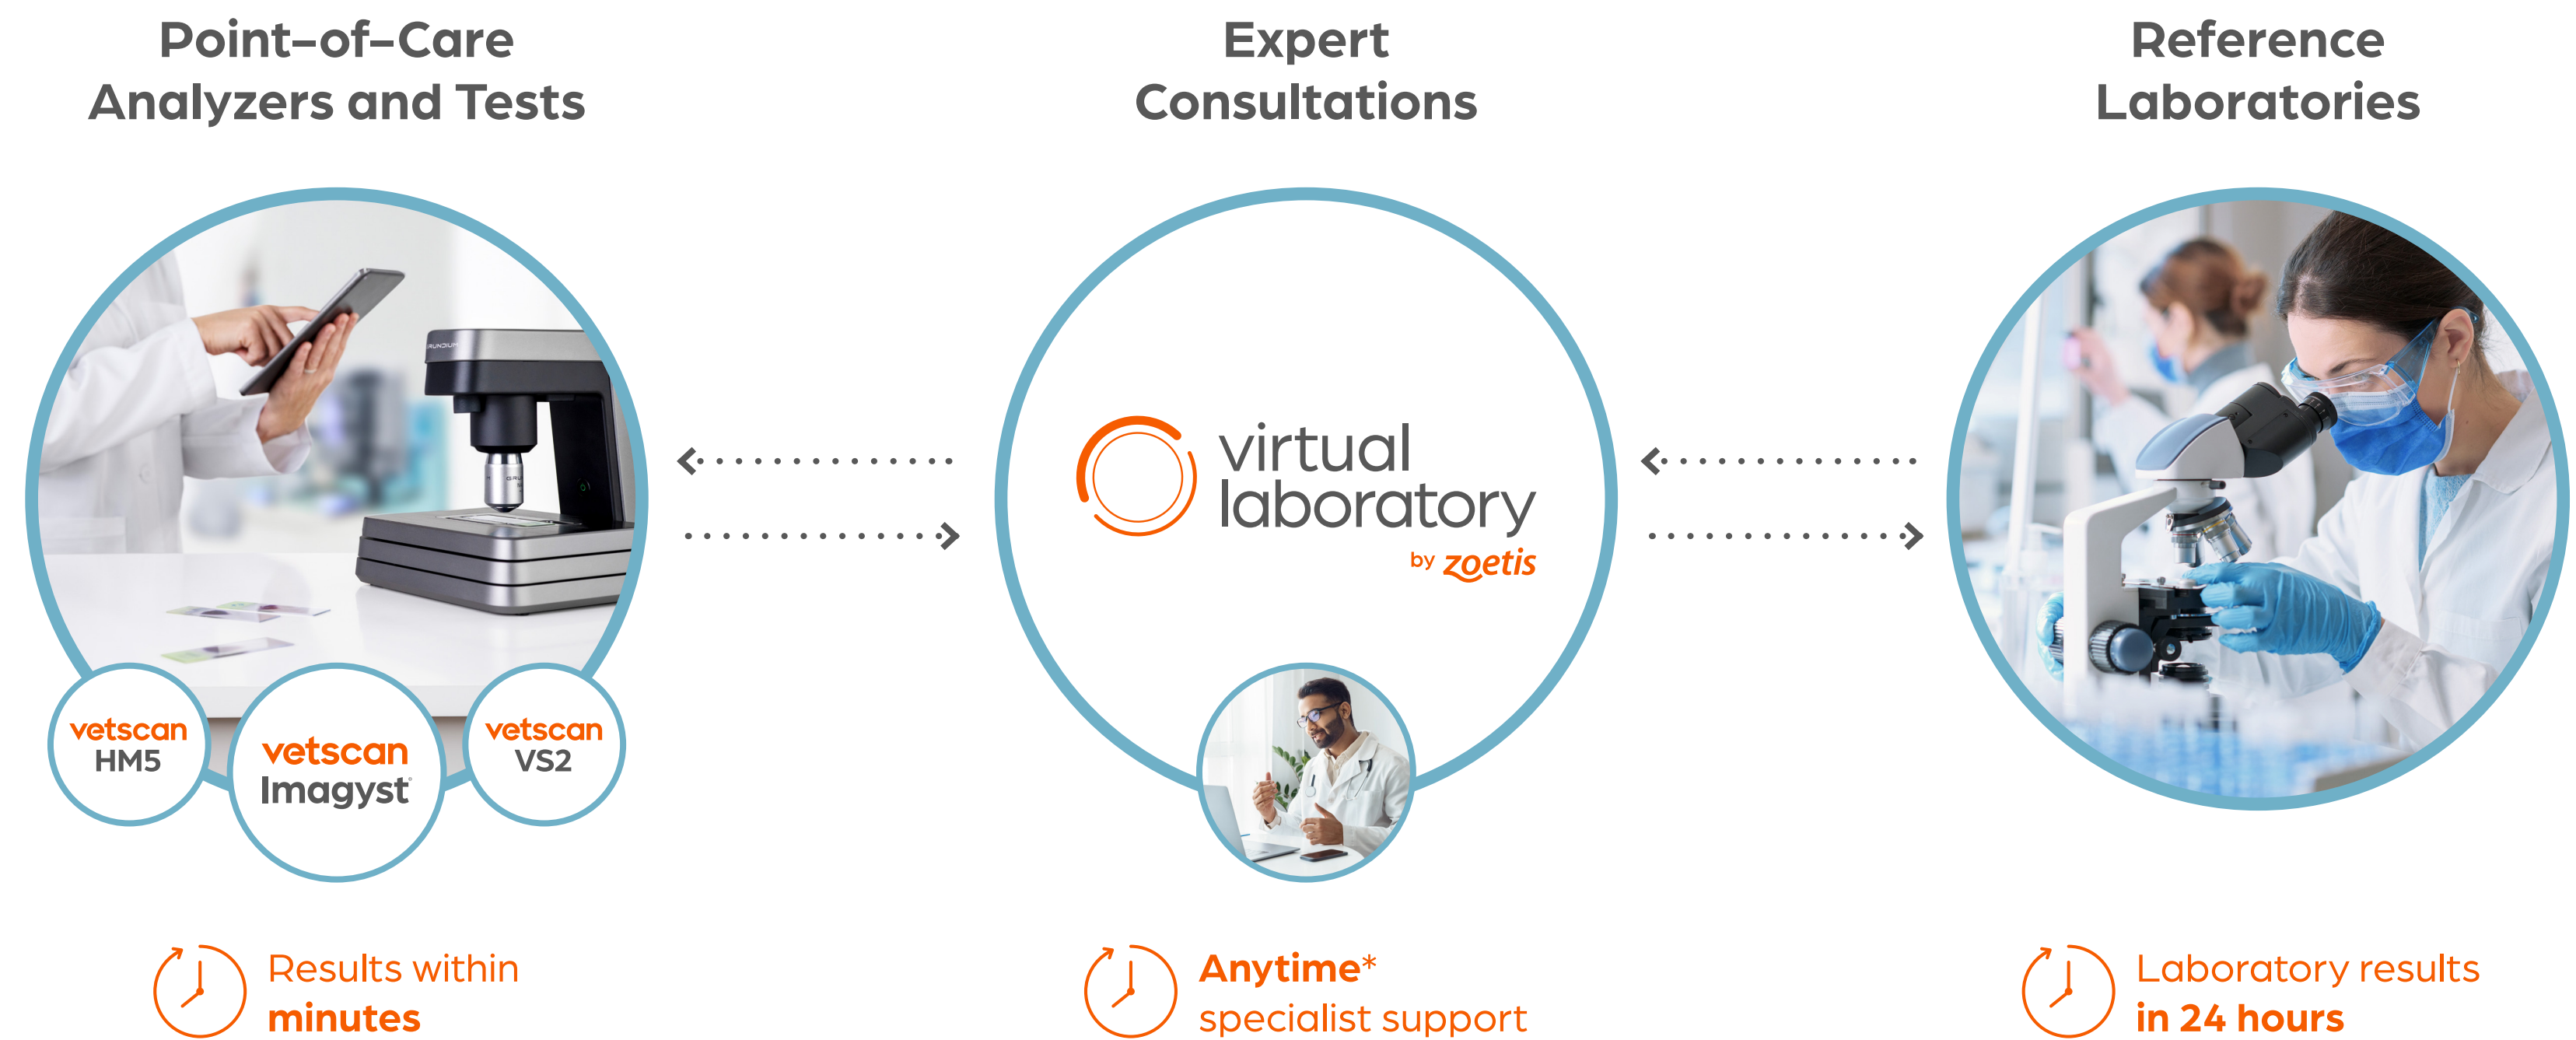 Point-of-Care
Analyzers and Tests
Expert
Consultations
Reference
Laboratories
GRUNDIUM
virtual
laboratory
by zoetis
vetscan
HM5
vetscan
Imagyst
vetscan
VS2
Results within
minutes
Anytime*
specialist support
Laboratory results
in 24 hours